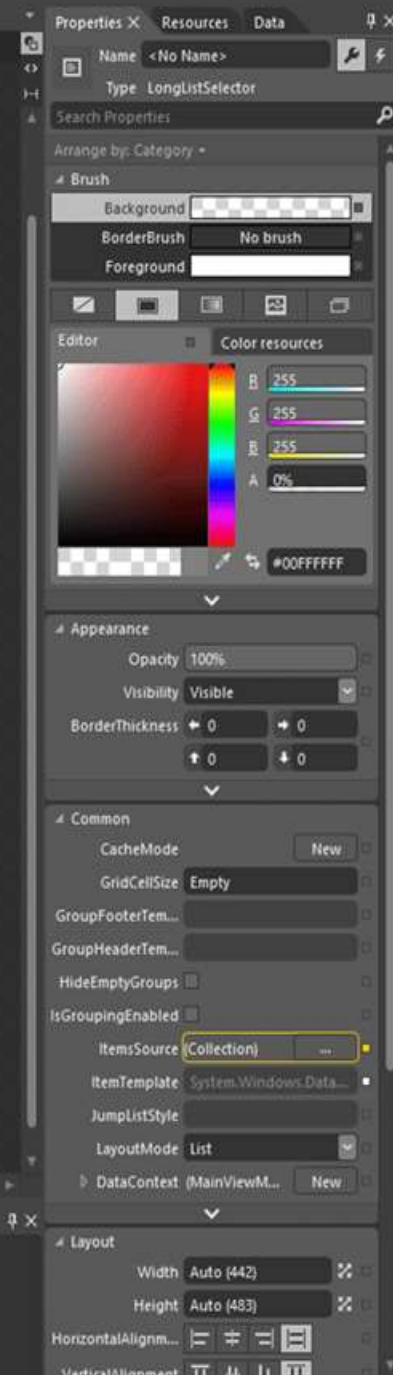 Properties X Resources Data
Name <No Name>
Type LongListSelector
Search Properties
Arrange by: Category
Brush
Background
BorderBrush No brush
Foreground
Editor Color resources
R 255
G 255
B 255
A 0%
#00FFFFFF
Appearance
Opacity 100%
Visibility Visible
BorderThickness 0 0
0 0
Common
CacheMode New
GridCellSize Empty
GroupFooterTem...
GroupHeaderTem...
HideEmptyGroups
IsGroupingEnabled
ItemsSource (Collection) ...
ItemTemplate System.Windows.Data...
JumpListStyle
LayoutMode List
DataContext (MainViewM... New
Layout
Width Auto (442)
Height Auto (483)
HorizontalAlignm...
VerticalAlignment